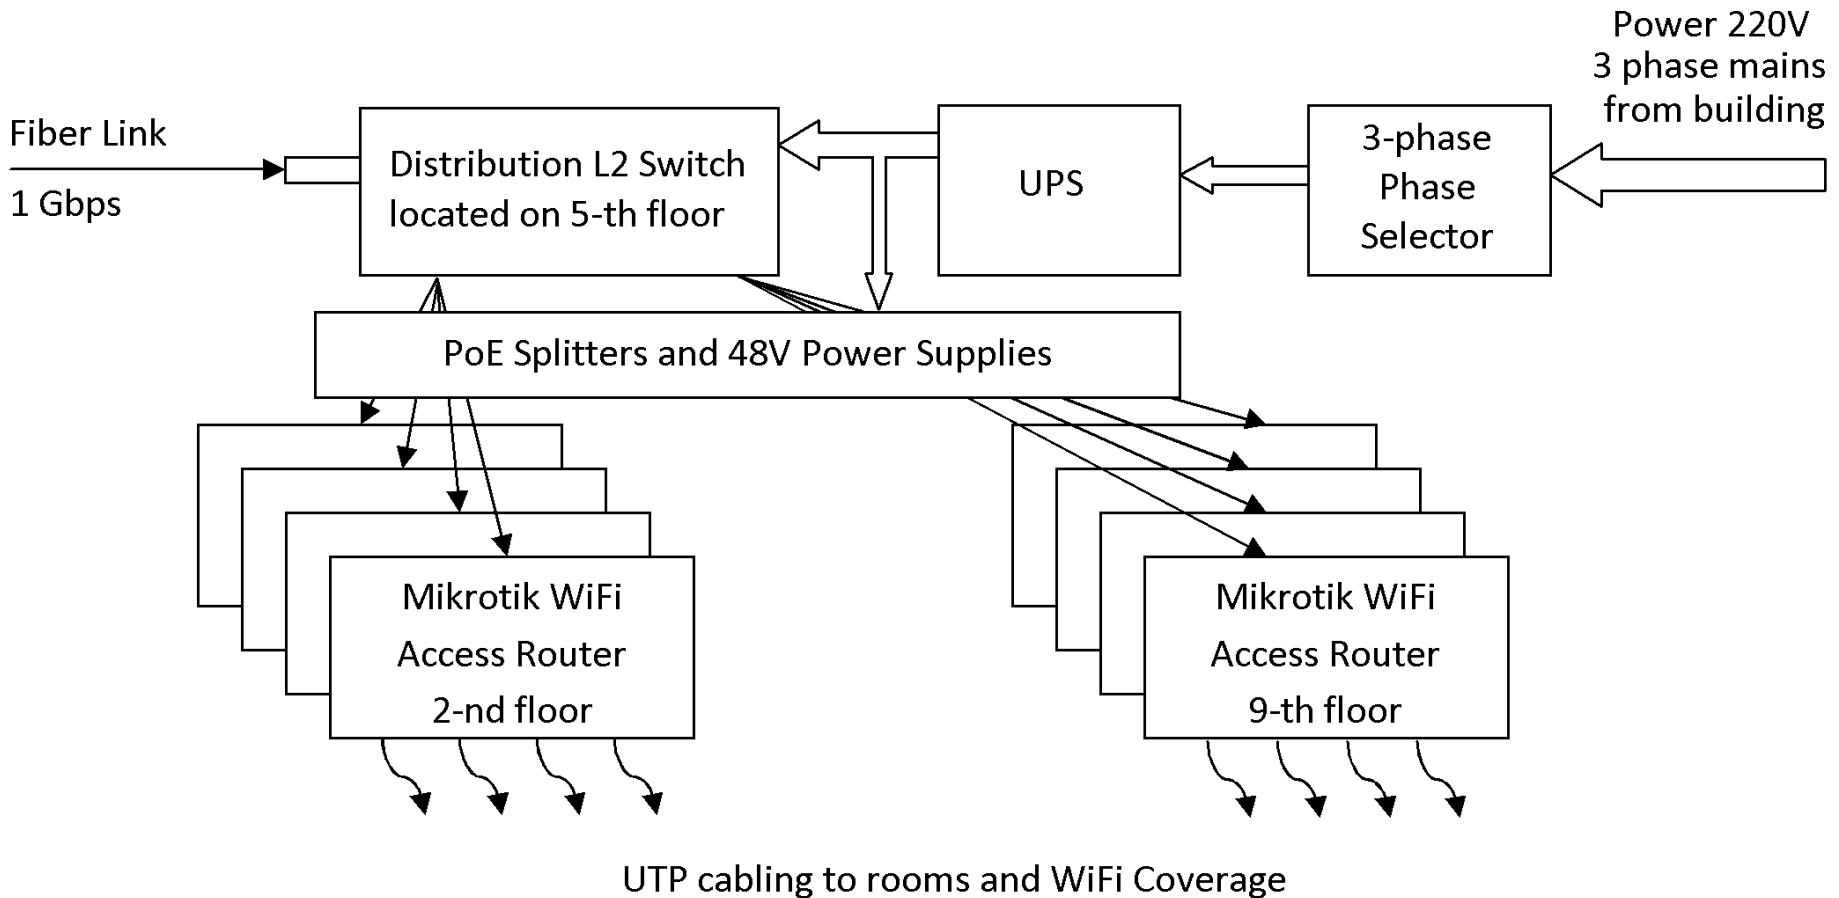 Power 220V
3 phase mains
from building
Fiber Link
1 Gbps
Distribution L2 Switch
located on 5-th floor
UPS
3-phase
Phase
Selector
PoE Splitters and 48V Power Supplies
Mikrotik WiFi
Access Router
2-nd floor
Mikrotik WiFi
Access Router
9-th floor
UTP cabling to rooms and WiFi Coverage